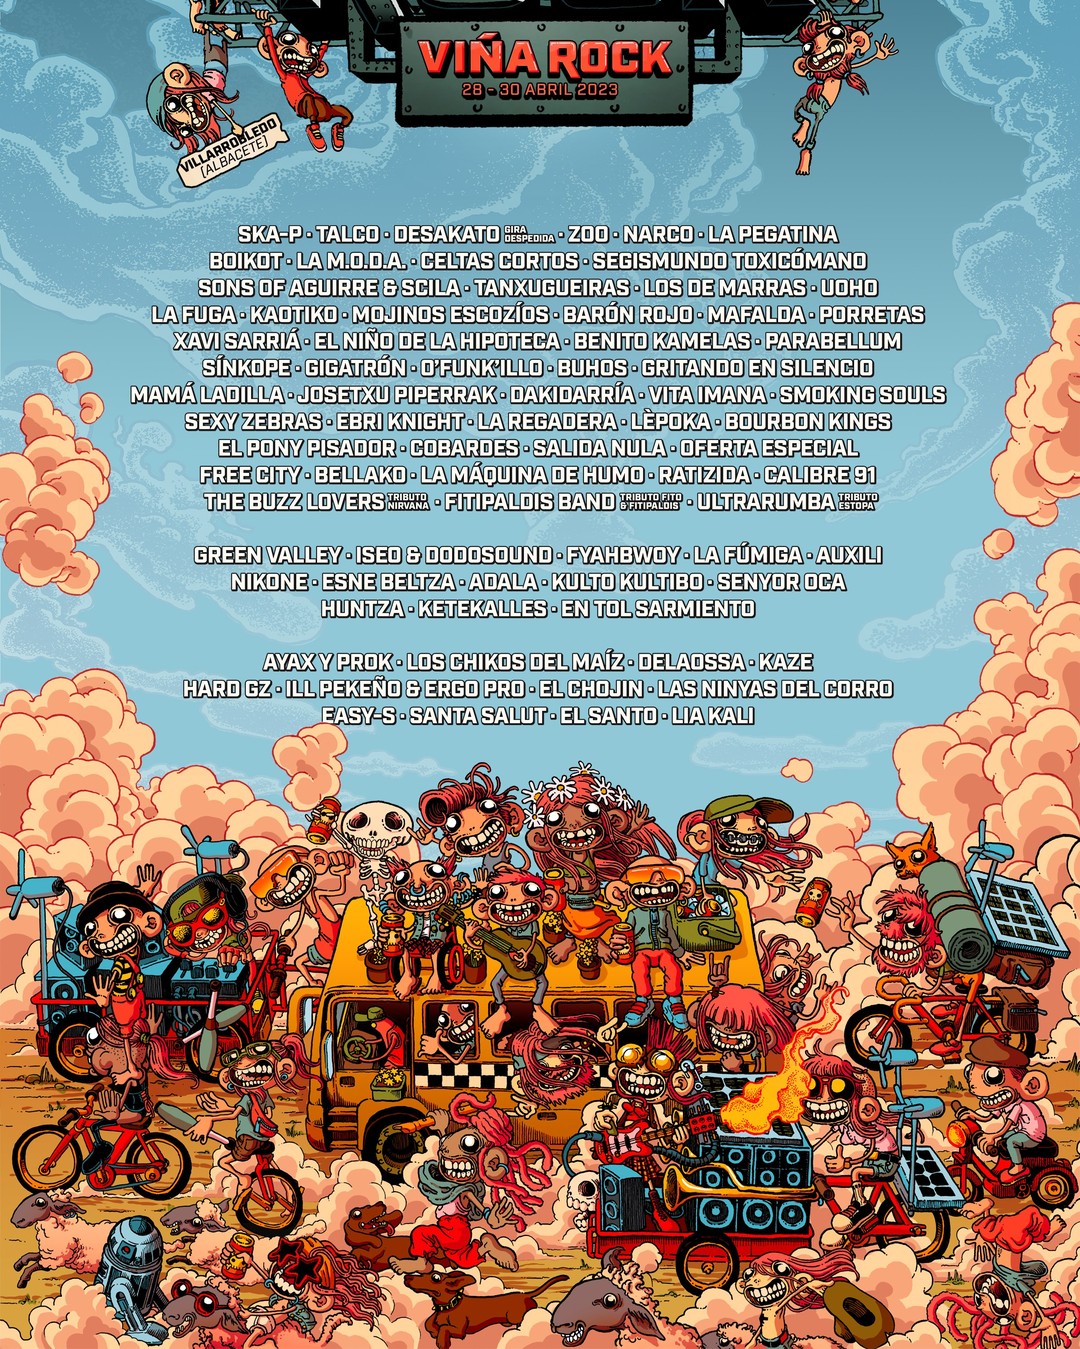 VIÑA ROCK
28 - 30 ABRIL 2023
VILLARROBLEDO
[ALBACETE]
SKA-P · TALCO · DESAKATO GIRA DESPEDIDA · ZOO · NARCO · LA PEGATINA
BOIKOT · LA M.O.D.A. · CELTAS CORTOS · SEGISMUNDO TOXICÓMANO
SONS OF AGUIRRE & SCILA · TANXUGUEIRAS · LOS DE MARRAS · UOHO
LA FUGA · KAOTIKO · MOJINOS ESCOZÍOS · BARÓN ROJO · MAFALDA · PORRETAS
XAVI SARRIÁ · EL NIÑO DE LA HIPOTECA · BENITO KAMELAS · PARABELLUM
SÍNKOPE · GIGATRÓN · O'FUNK'ILLO · BUHOS · GRITANDO EN SILENCIO
MAMÁ LADILLA · JOSETXU PIPERRAK · DAKIDARRÍA · VITA IMANA · SMOKING SOULS
SEXY ZEBRAS · EBRI KNIGHT · LA REGADERA · LÈPOKA · BOURBON KINGS
EL PONY PISADOR · COBARDES · SALIDA NULA · OFERTA ESPECIAL
FREE CITY · BELLAKO · LA MÁQUINA DE HUMO · RATIZIDA · CALIBRE 91
THE BUZZ LOVERS TRIBUTO NIRVANA · FITIPALDIS BAND TRIBUTO FITO & FITIPALDIS · ULTRARUMBA TRIBUTO ESTOPA
GREEN VALLEY · ISEO & DODOSOUND · FYAHBWOY · LA FÚMIGA · AUXILI
NIKONE · ESNE BELTZA · ADALA · KULTO KULTIBO · SENYOR OCA
HUNTZA · KETEKALLES · EN TOL SARMIENTO
AYAX Y PROK · LOS CHIKOS DEL MAÍZ · DELAOSSA · KAZE
HARD GZ · ILL PEKEÑO & ERGO PRO · EL CHOJIN · LAS NINYAS DEL CORRO
EASY-S · SANTA SALUT · EL SANTO · LIA KALI